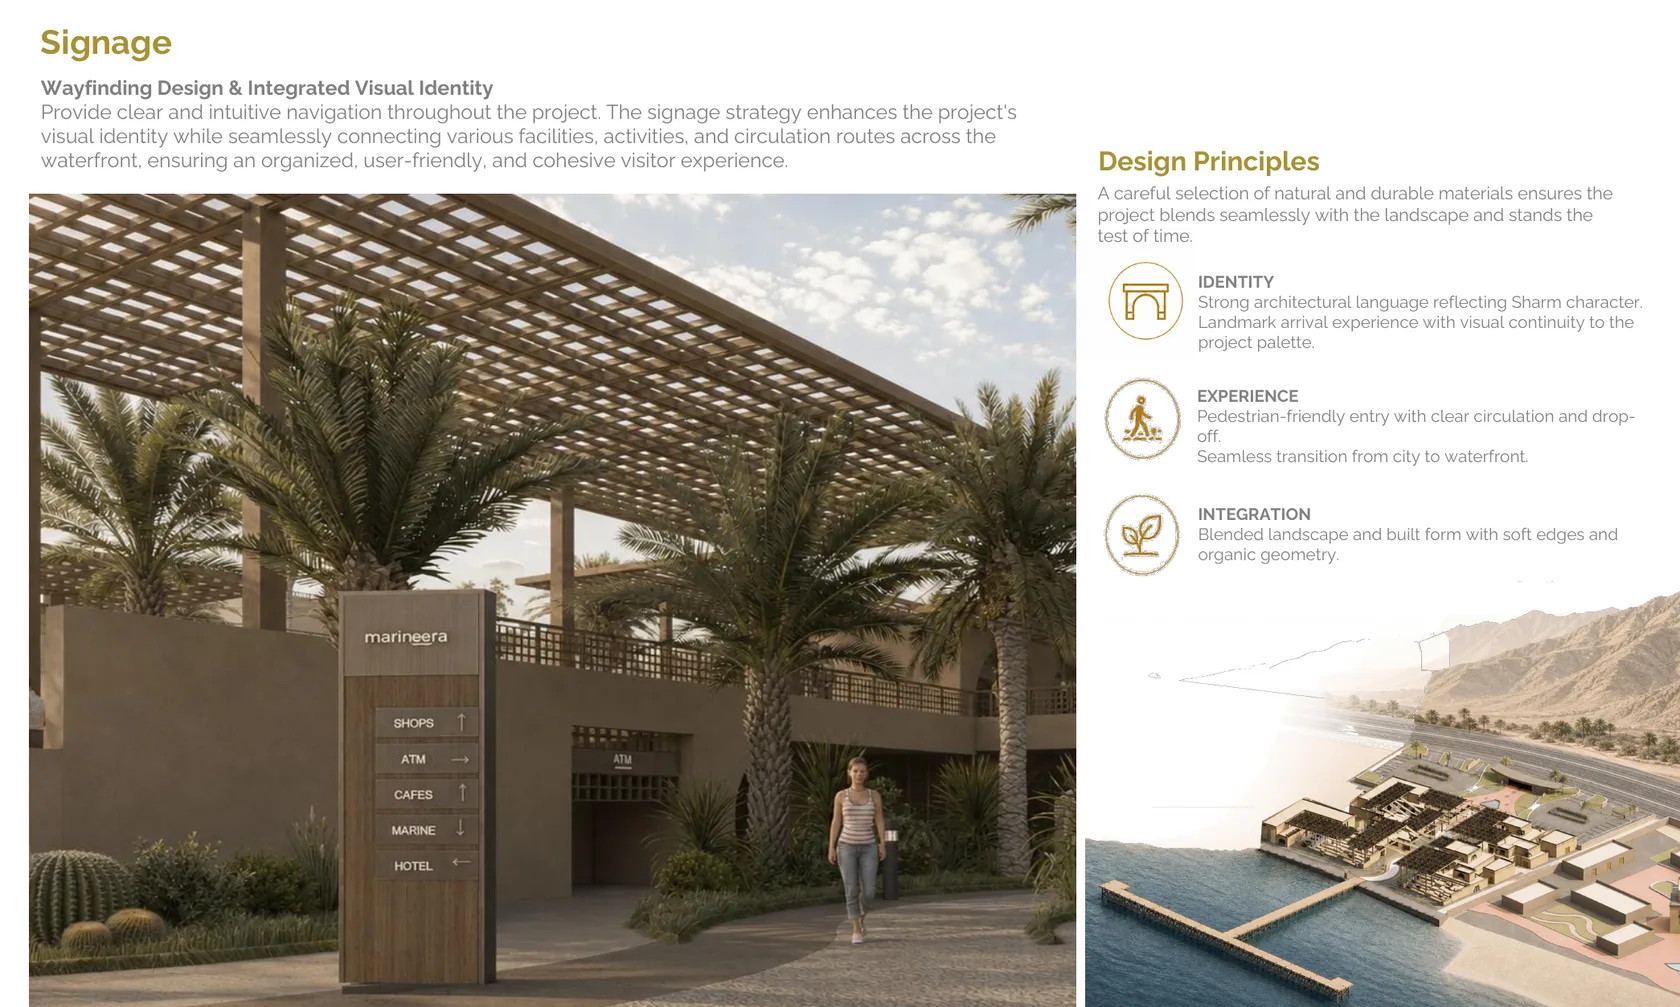 Signage
Wayfinding Design & Integrated Visual Identity
Provide clear and intuitive navigation throughout the project. The signage strategy enhances the project's
visual identity while seamlessly connecting various facilities, activities, and circulation routes across the
waterfront, ensuring an organized, user-friendly, and cohesive visitor experience.
Design Principles
A careful selection of natural and durable materials ensures the
project blends seamlessly with the landscape and stands the
test of time.
IDENTITY
Strong architectural language reflecting Sharm character.
Landmark arrival experience with visual continuity to the
project palette.
EXPERIENCE
Pedestrian-friendly entry with clear circulation and drop-
off.
Seamless transition from city to waterfront.
INTEGRATION
Blended landscape and built form with soft edges and
organic geometry.
marineera
SHOPS ↑
ATM →
CAFES ↑
MARINE ↓
HOTEL ←
ATM